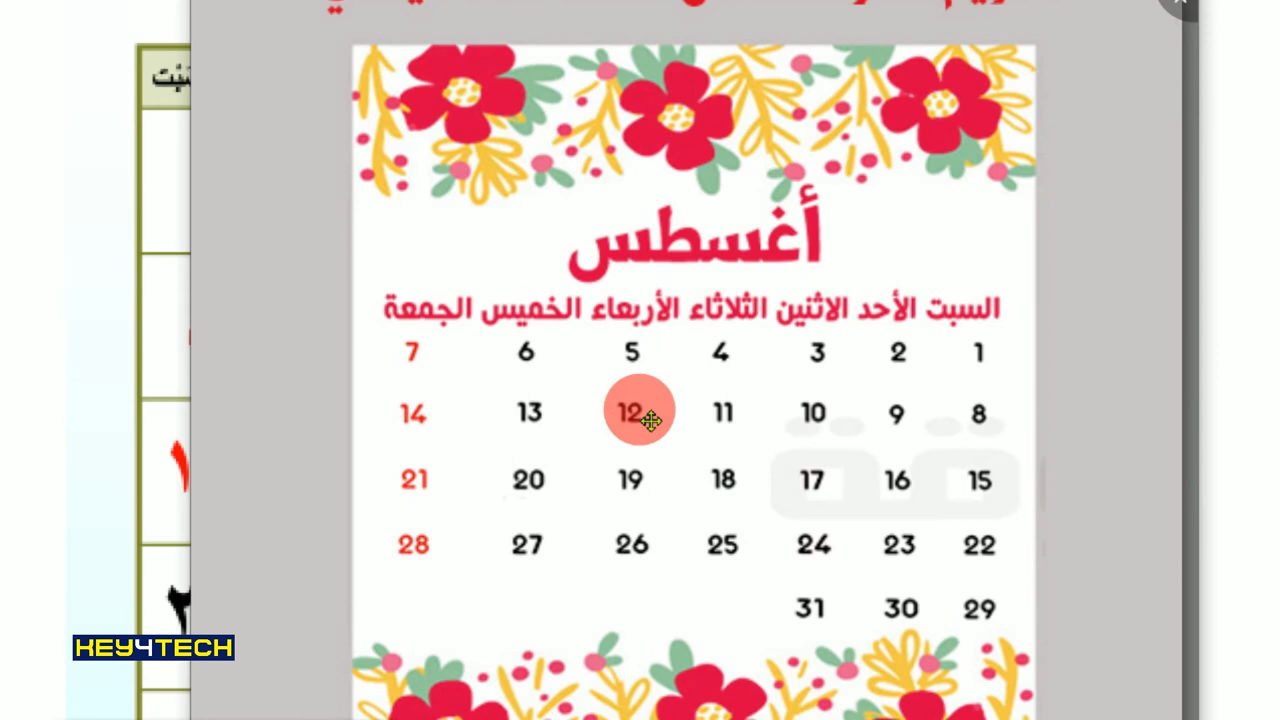 أغسطس
السبت الأحد الاثنين الثلاثاء الأربعاء الخميس الجمعة
1 2 3 4 5 6 7
8 9 10 11 12 13 14
15 16 17 18 19 20 21
22 23 24 25 26 27 28
29 30 31
KEY4TECH